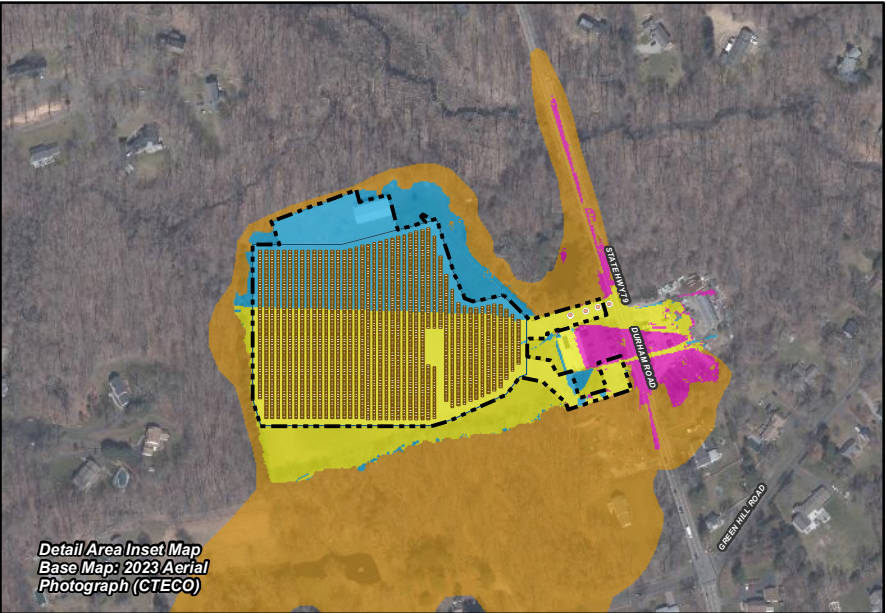 STATE HWY 79
DURHAM ROAD
GREEN HILL ROAD
Detail Area Inset Map
Base Map: 2023 Aerial
Photograph (CTECO)